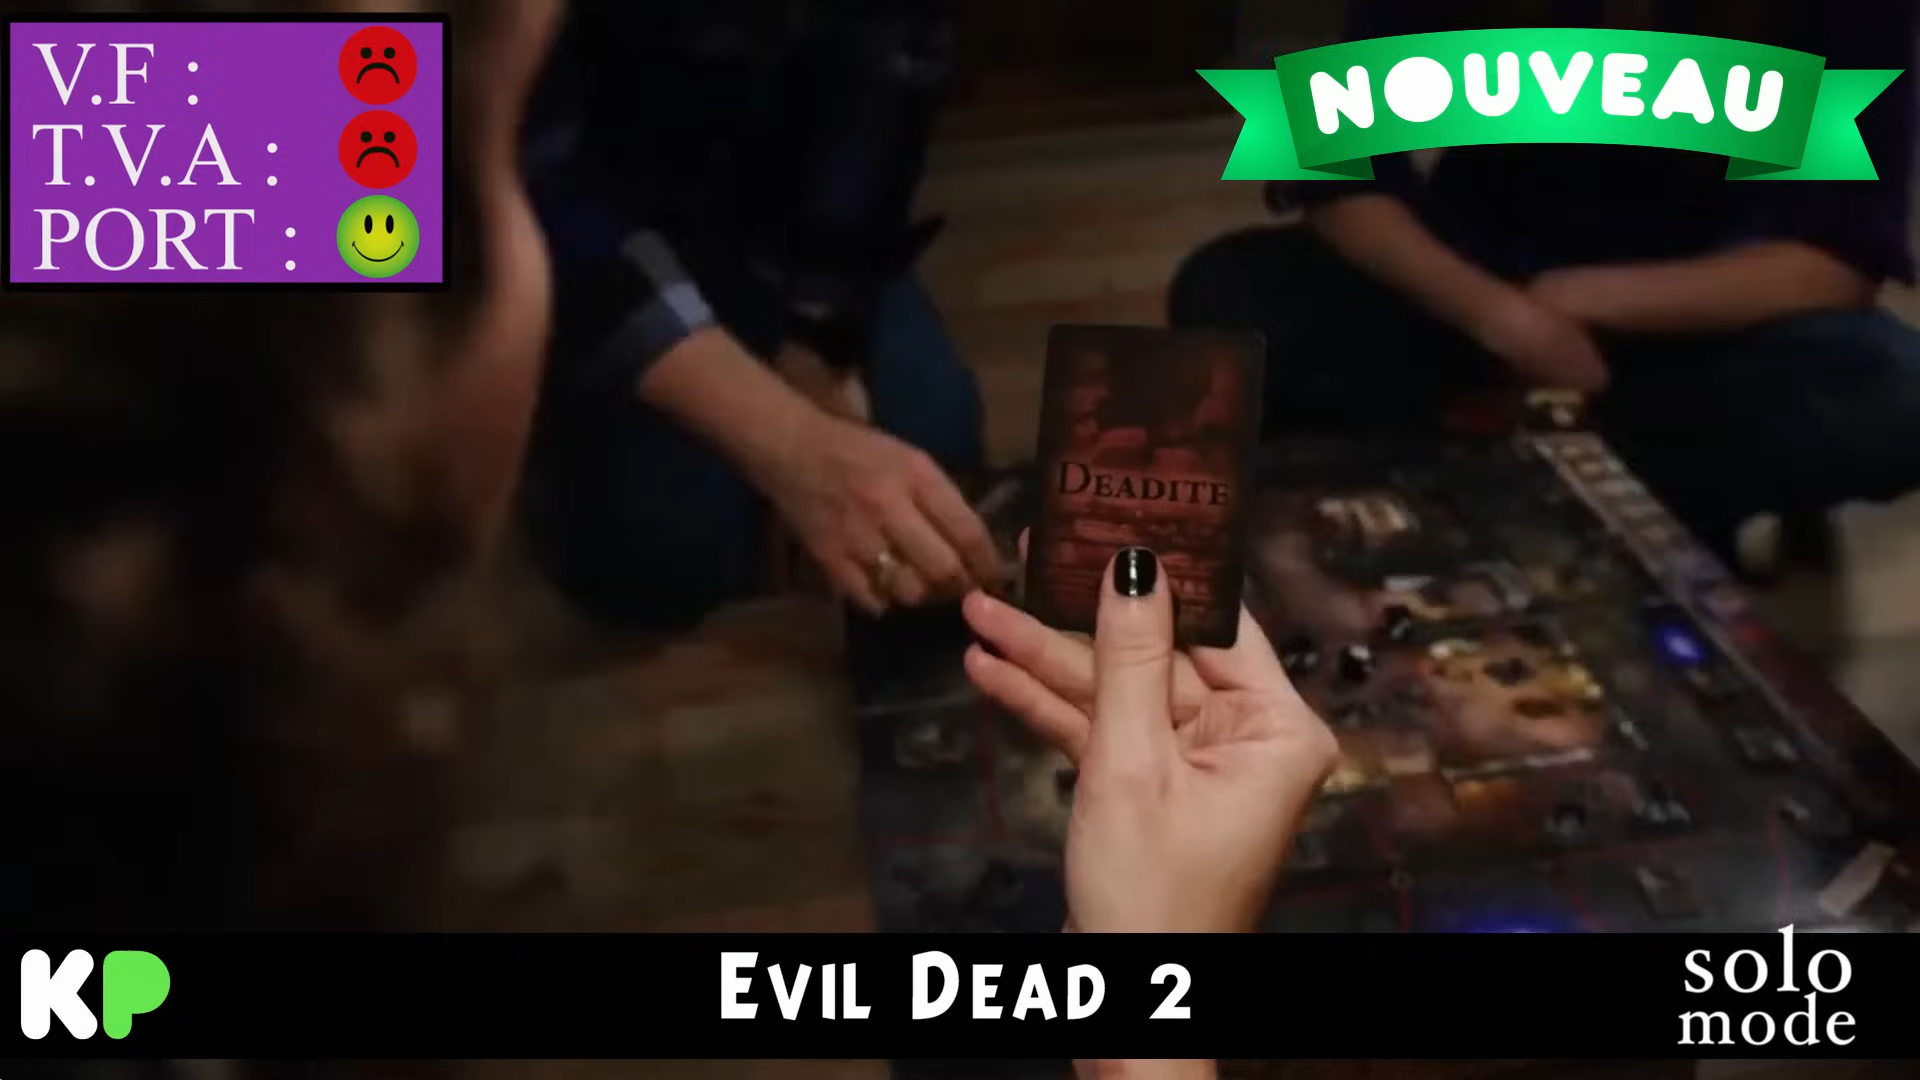 V.F :
T.V.A :
PORT :
NOUVEAU
DEADITE
KP
EVIL DEAD 2
solo
mode